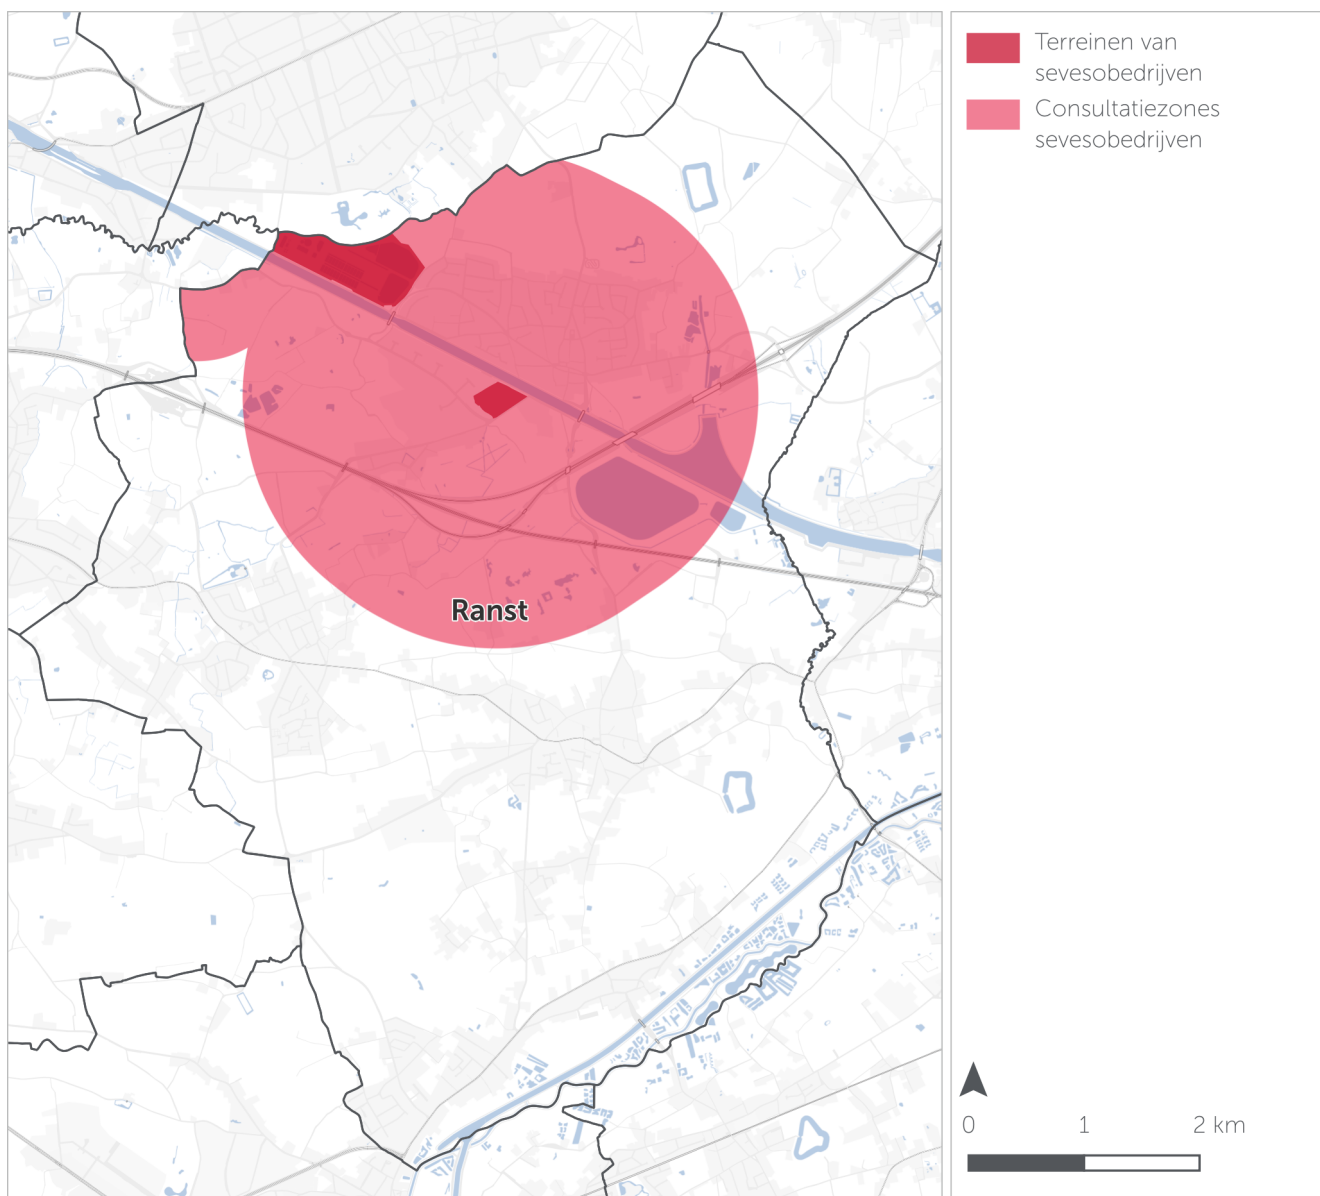 Terreinen van
sevesobedrijven
Consultatiezones
sevesobedrijven
Ranst
0 1 2 km